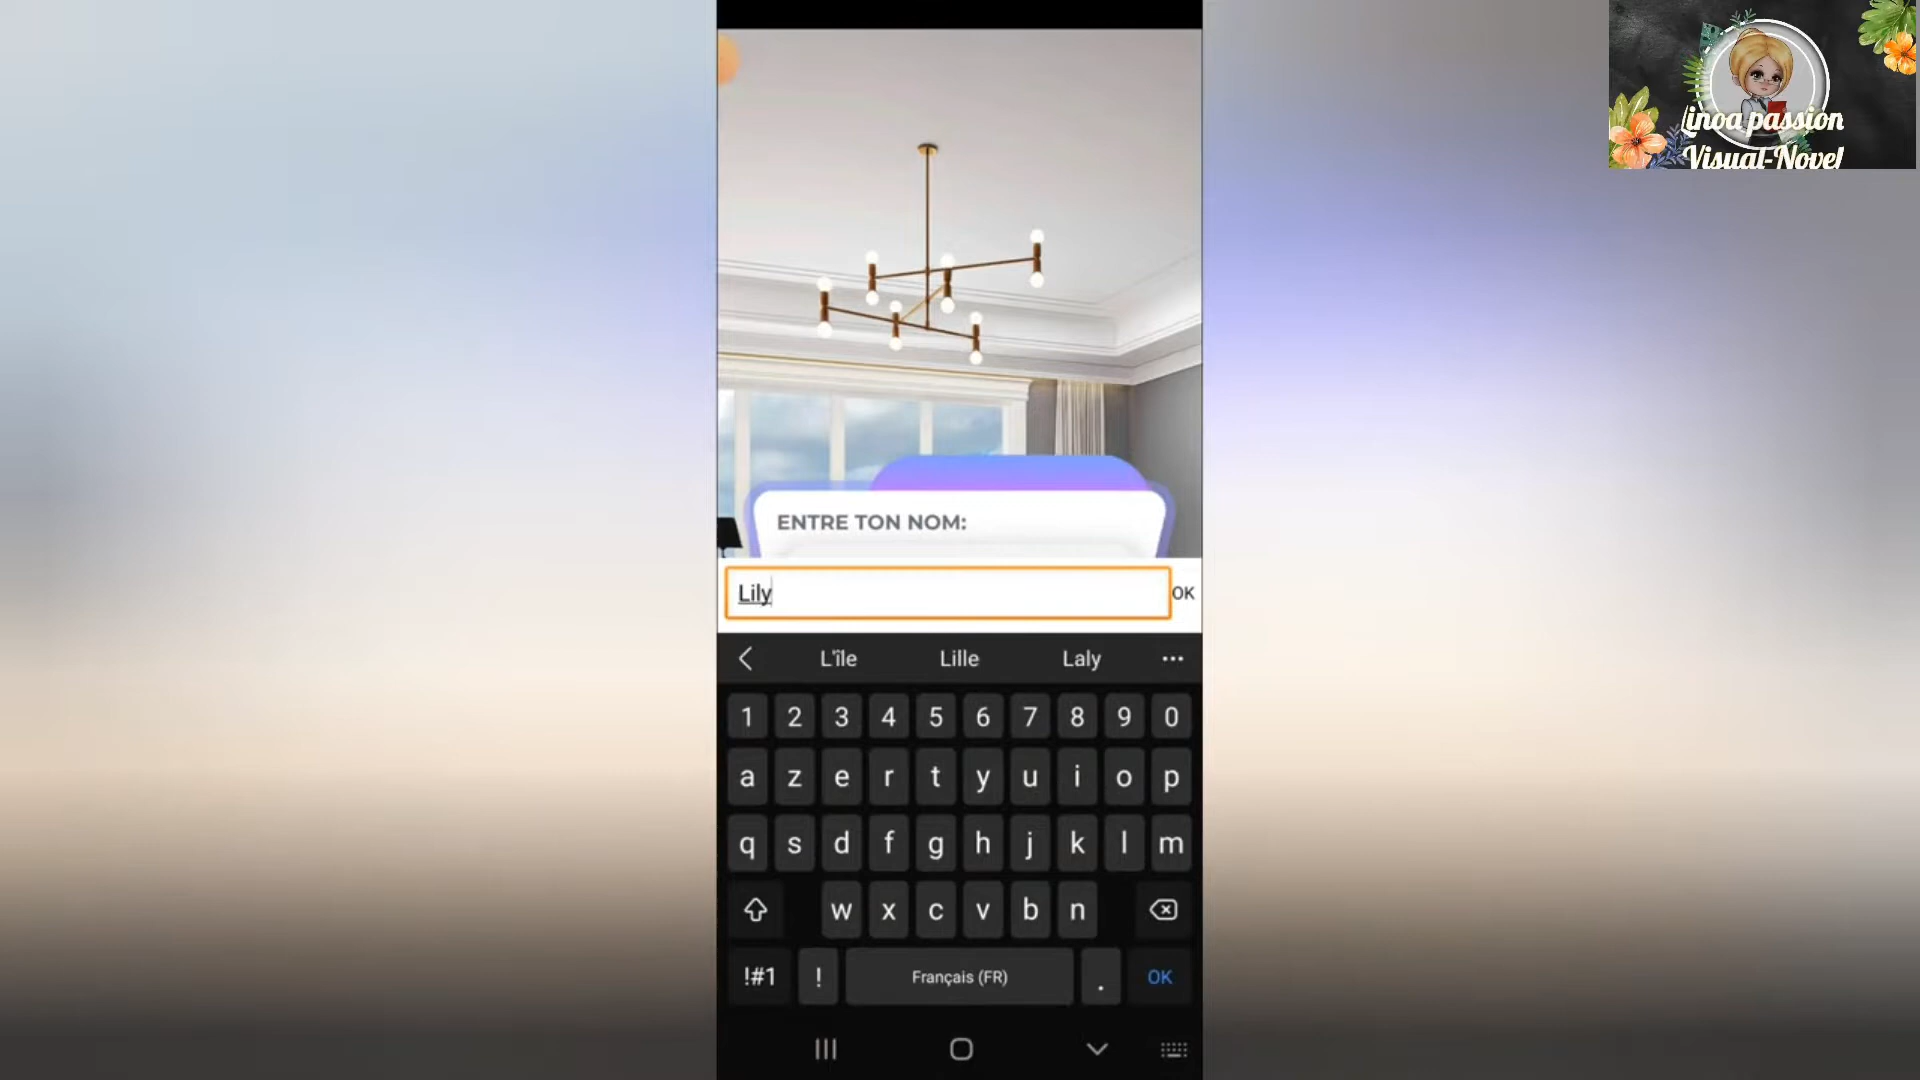 Linoa passion
Visual-Novel
ENTRE TON NOM:
Lily
OK
L'île Lille Laly
1 2 3 4 5 6 7 8 9 0
a z e r t y u i o p
q s d f g h j k l m
w x c v b n
!#1 ! Français (FR) . OK